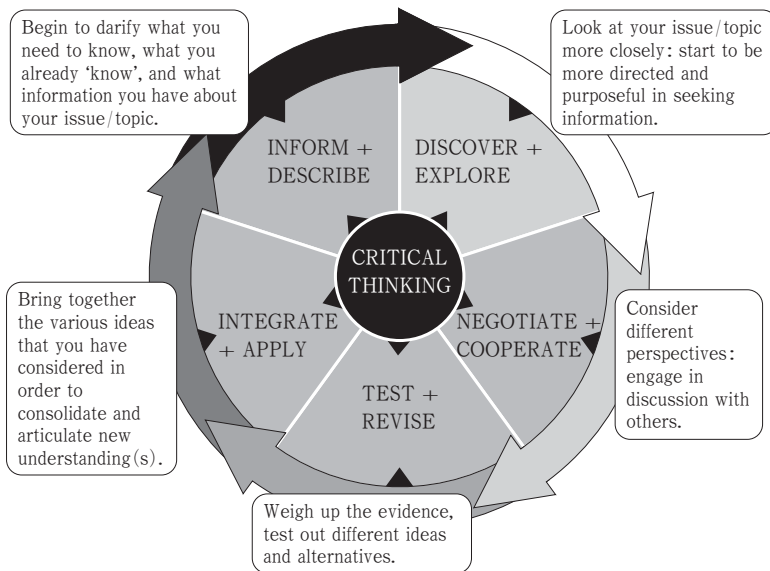 Begin to darify what you
need to know, what you
already ‘know’, and what
information you have about
your issue/topic.
Look at your issue/topic
more closely: start to be
more directed and
purposeful in seeking
information.
INFORM +
DESCRIBE
DISCOVER +
EXPLORE
CRITICAL
THINKING
INTEGRATE
+ APPLY
NEGOTIATE +
COOPERATE
TEST +
REVISE
Bring together
the various ideas
that you have
considered in
order to
consolidate and
articulate new
understanding(s).
Consider
different
perspectives:
engage in
discussion with
others.
Weigh up the evidence,
test out different ideas
and alternatives.